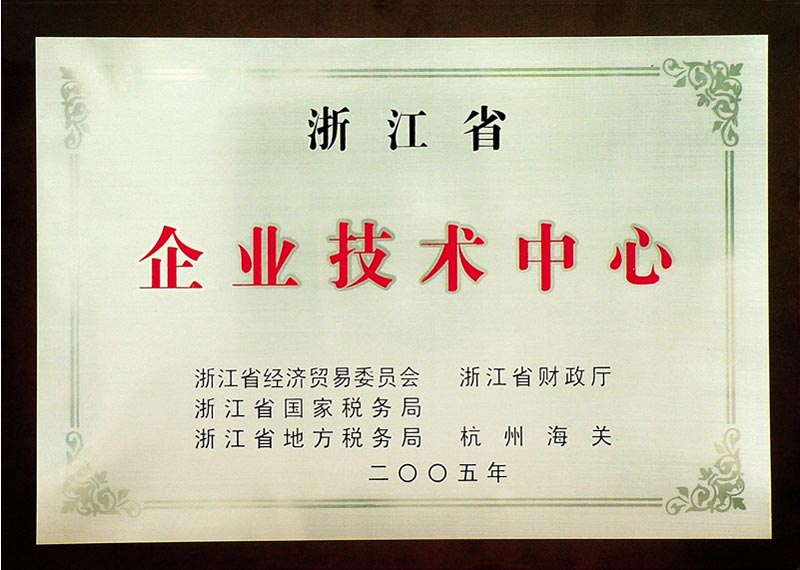 浙江省
企业技术中心
浙江省经济贸易委员会 浙江省财政厅
浙江省国家税务局
浙江省地方税务局 杭州海关
二〇〇五年